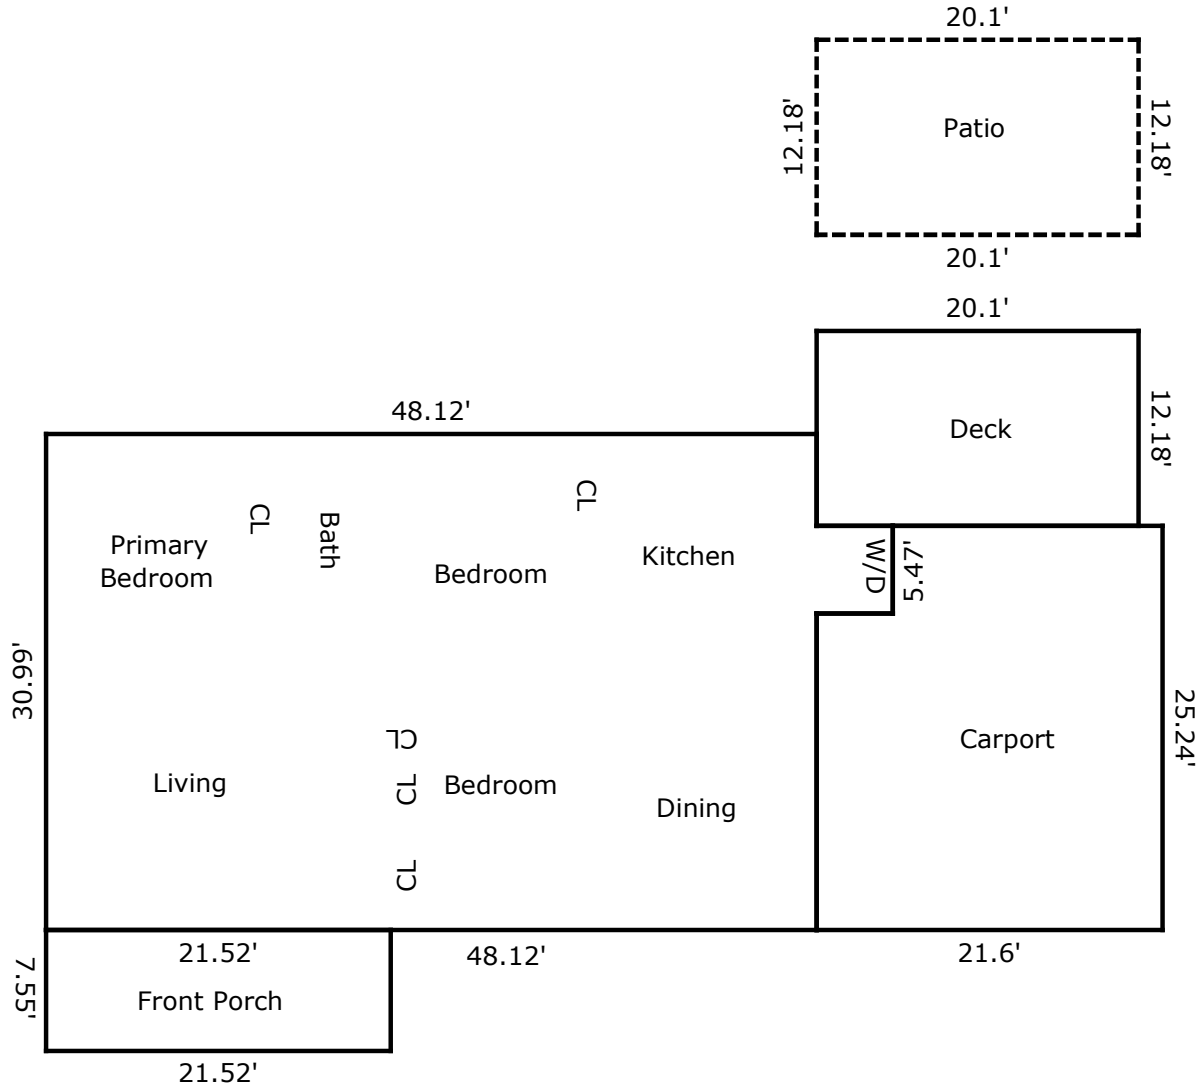 20.1'
12.18'
Patio
12.18'
20.1'
20.1'
48.12'
Deck
12.18'
CL
CL
Bath
Primary
Bedroom
Bedroom
Kitchen
W/D
5.47'
30.99'
CL
Living
CL
Bedroom
Dining
Carport
25.24'
CL
21.52'
48.12'
21.6'
7.55'
Front Porch
21.52'